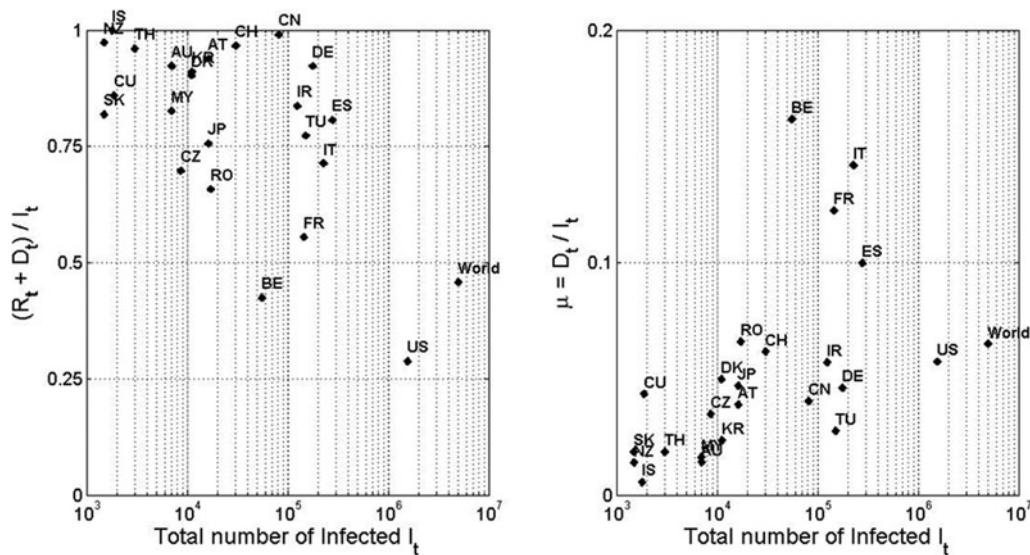 IS
NZ
TH
AU
KR
DK
AT
CH
CN
DE
CU
SK
MY
IR
ES
TU
JP
CZ
IT
RO
FR
BE
World
US
1
0.75
0.5
0.25
0
10^3
10^4
10^5
10^6
10^7
(R_t + D_t) / I_t
Total number of Infected I_t
0.2
0.1
0
BE
IT
FR
ES
RO
CH
World
US
IR
DK
JP
DE
CU
AT
CN
CZ
TU
KR
SK
TH
NZ
MY
AU
IS
10^3
10^4
10^5
10^6
10^7
μ = D_t / I_t
Total number of Infected I_t